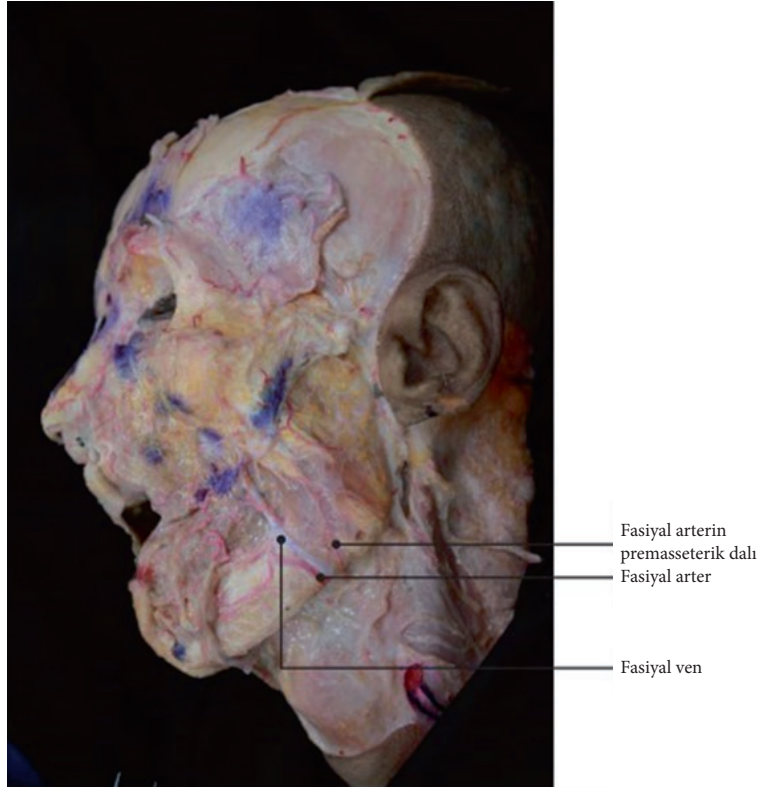 Fasiyal arterin
premasseterik dalı
Fasiyal arter
Fasiyal ven